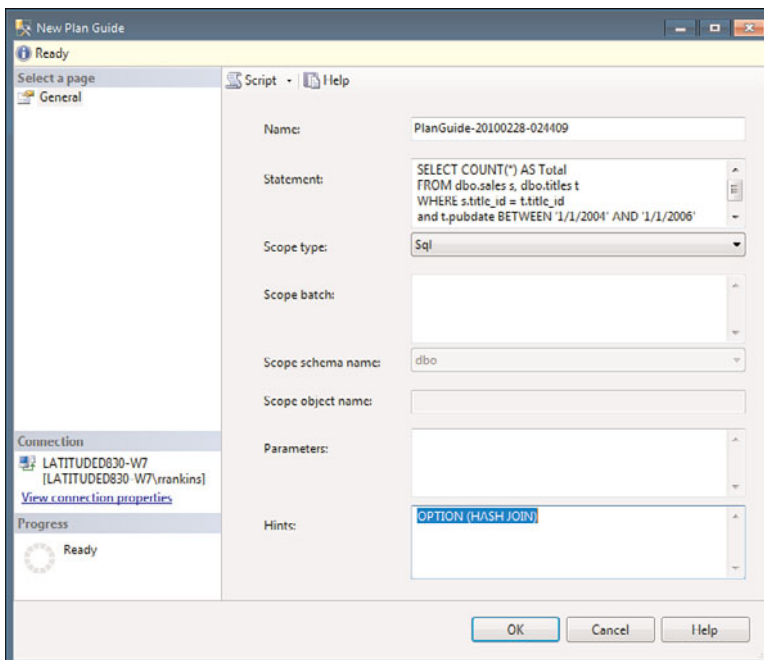 New Plan Guide
Ready
Select a page
General
Script
Help
Name:
PlanGuide-20100228-024409
Statement:
SELECT COUNT(*) AS Total
FROM dbo.sales s, dbo.titles t
WHERE s.title_id = t.title_id
and t.pubdate BETWEEN '1/1/2004' AND '1/1/2006'
Scope type:
Sql
Scope batch:
Scope schema name:
dbo
Scope object name:
Parameters:
Hints:
OPTION (HASH JOIN)
Connection
LATITUDED830-W7
[LATITUDED830-W7\rrankins]
View connection properties
Progress
Ready
OK
Cancel
Help